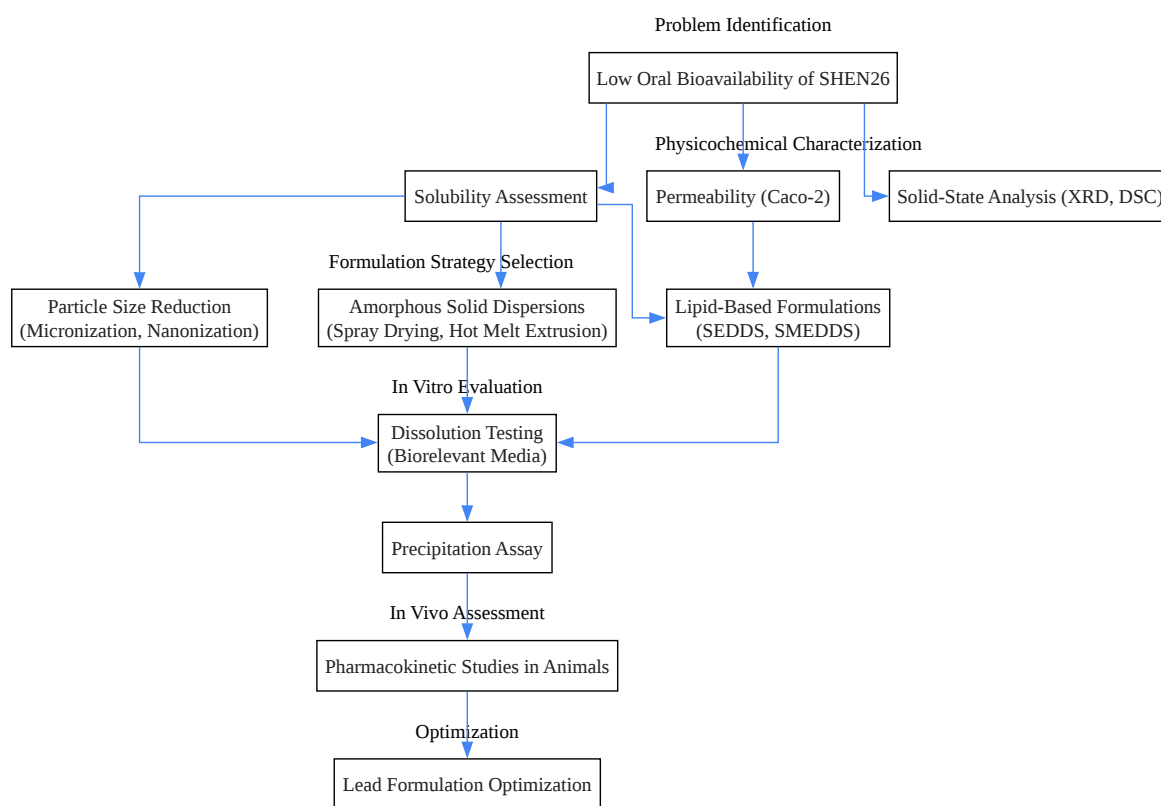 Problem Identification
Low Oral Bioavailability of SHEN26
Physicochemical Characterization
Solubility Assessment
Permeability (Caco-2)
Solid-State Analysis (XRD, DSC)
Formulation Strategy Selection
Particle Size Reduction
(Micronization, Nanonization)
Amorphous Solid Dispersions
(Spray Drying, Hot Melt Extrusion)
Lipid-Based Formulations
(SEDDS, SMEDDS)
In Vitro Evaluation
Dissolution Testing
(Biorelevant Media)
Precipitation Assay
In Vivo Assessment
Pharmacokinetic Studies in Animals
Optimization
Lead Formulation Optimization